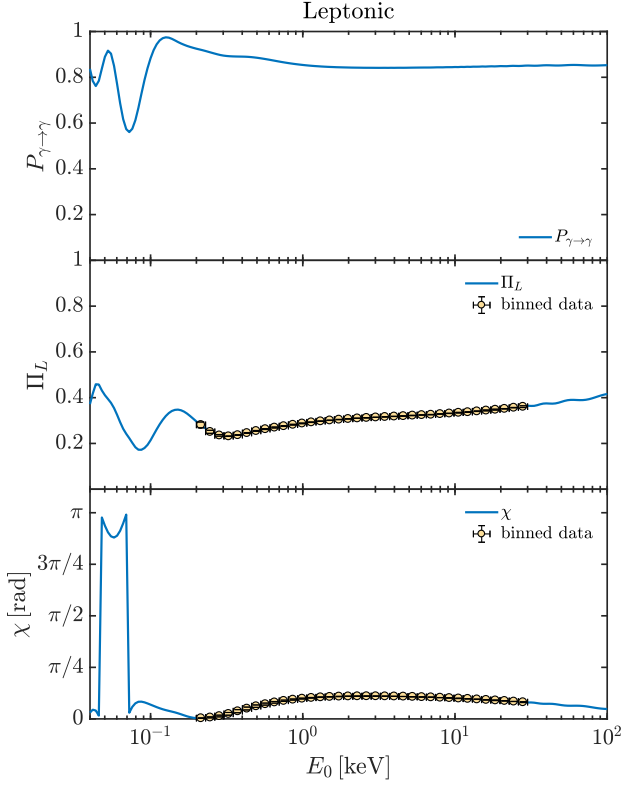 Leptonic
1
0.8
0.6
0.4
0.2
P_{γ→γ}
P_{γ→γ}
1
0.8
0.6
0.4
0.2
Π_L
Π_L
binned data
π
3π/4
π/2
π/4
0
χ [rad]
χ
binned data
10^{-1} 10^0 10^1 10^2
E_0 [keV]